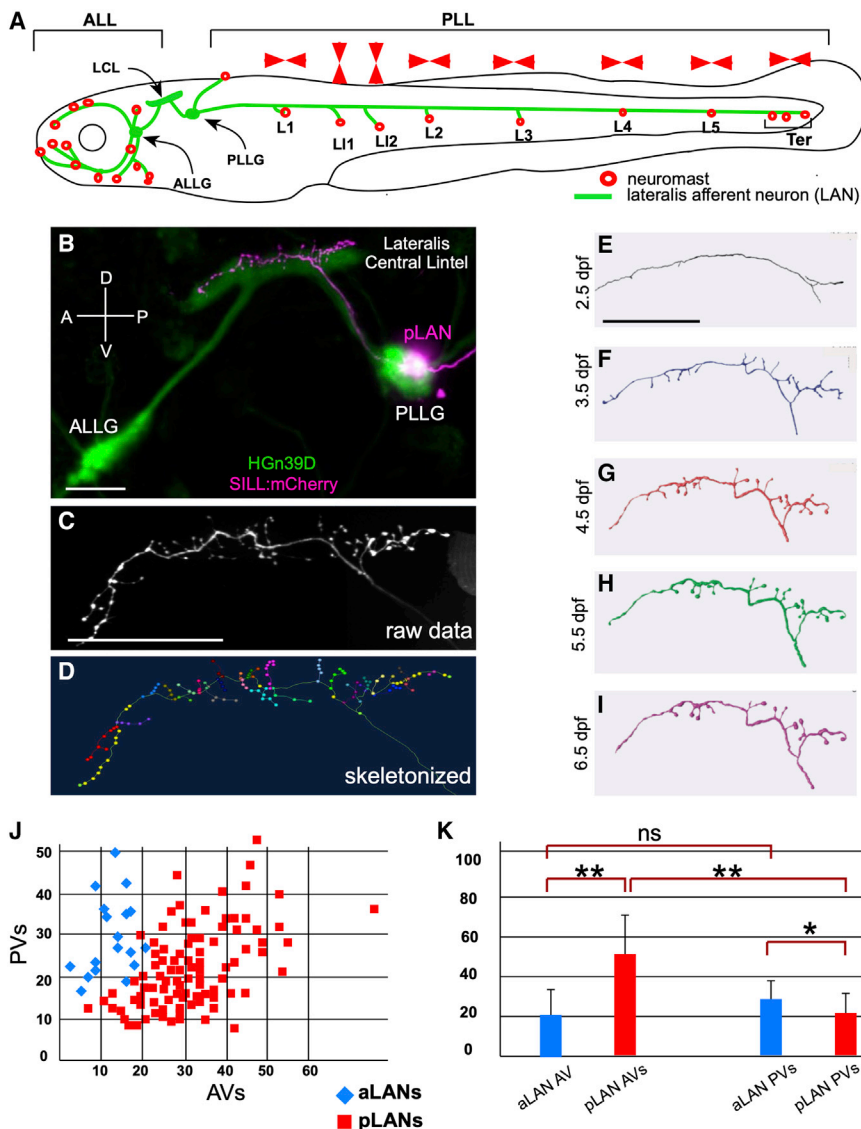 A
ALL
PLL
LCL
PLLG
ALLG
L1
LI1
LI2
L2
L3
L4
L5
Ter
neuromast
lateralis afferent neuron (LAN)
B
Lateralis
Central Lintel
D
A
P
V
pLAN
PLLG
ALLG
HGn39D
SILL:mCherry
C
raw data
D
skeletonized
E
2.5 dpf
F
3.5 dpf
G
4.5 dpf
H
5.5 dpf
I
6.5 dpf
J
50
40
30
20
10
0
PVs
10 20 30 40 50 60
AVs
aLANs
pLANs
K
ns
100
**
**
80
60
*
40
20
0
aLAN AV
pLAN AVs
aLAN PVs
pLAN PVs